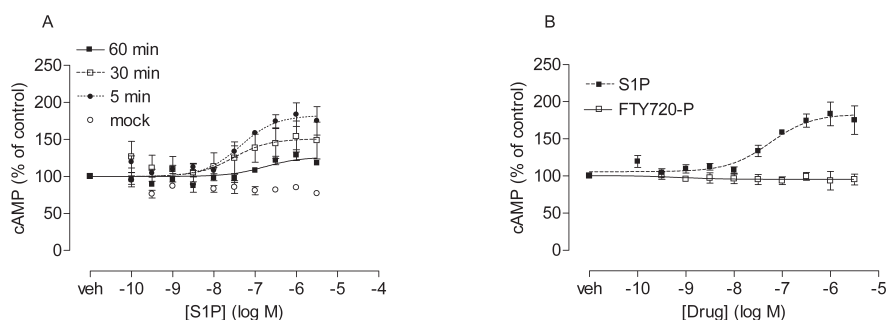 A
60 min
30 min
5 min
mock
cAMP (% of control)
250
200
150
100
50
0
veh -10 -9 -8 -7 -6 -5 -4
[S1P] (log M)
B
S1P
FTY720-P
cAMP (% of control)
250
200
150
100
50
0
veh -10 -9 -8 -7 -6 -5
[Drug] (log M)